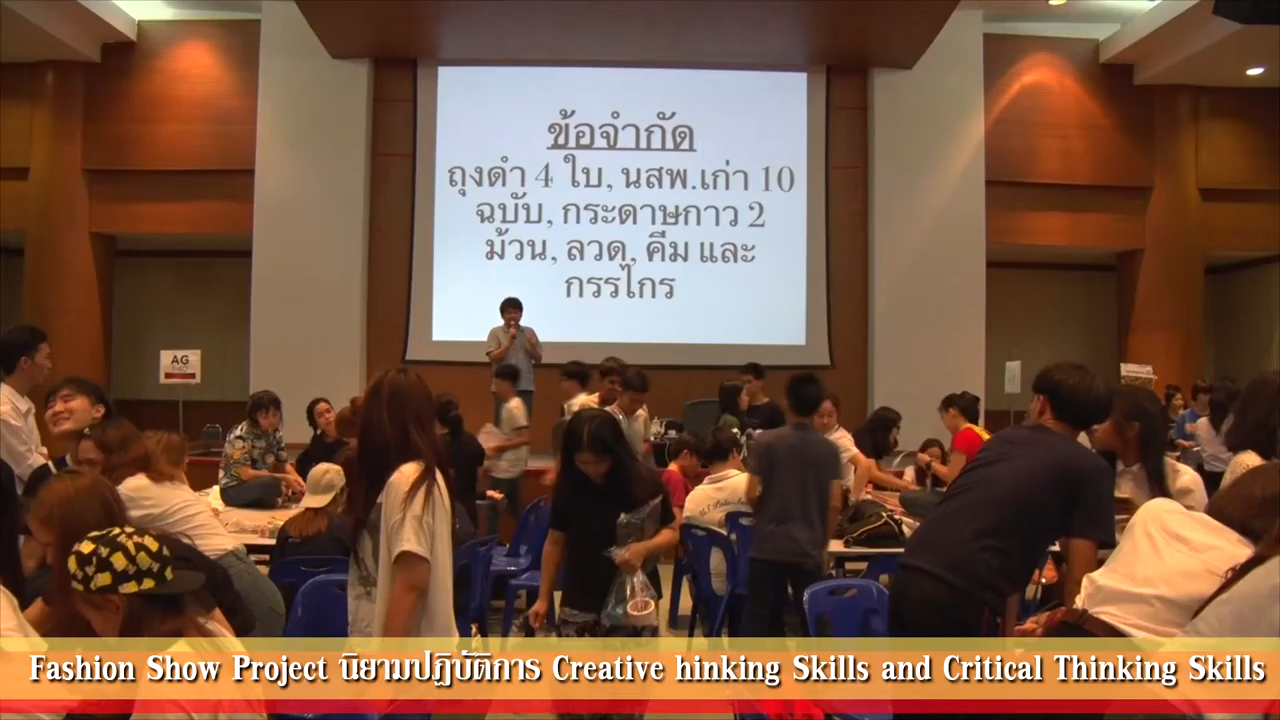 ข้อจำกัด
ถุงดำ 4 ใบ, นสพ.เก่า 10
ฉบับ, กระดาษกาว 2
ม้วน, ลวด, คีม และ
กรรไกร
AG
Fashion Show Project นิยามปฏิบัติการ Creative hinking Skills and Critical Thinking Skills